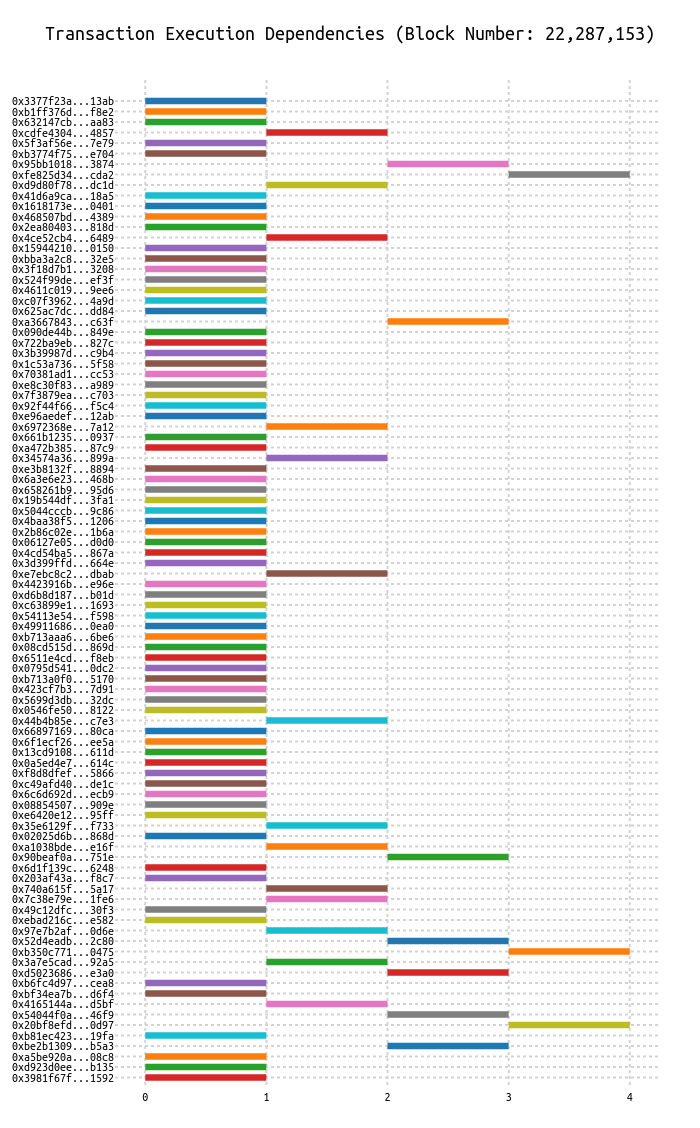 Transaction Execution Dependencies (Block Number: 22,287,153)
0x3377f23a...13ab
0xb1ff376d...f8e2
0x632147cb...aa83
0xcdfe4304...4857
0x5f3af56e...7e79
0xb3774f75...e704
0x95bb1018...3874
0xfe825d34...cda2
0xd9d80f78...dc1d
0x41d6a9ca...18a5
0x1618173e...0401
0x468507bd...4389
0x2ea80403...818d
0x4ce52cb4...6489
0x15944210...0150
0xbba3a2c8...32e5
0x3f18d7b1...3208
0x524f99de...ef3f
0x4611c019...9ee6
0xc07f3962...4a9d
0x625ac7dc...dd84
0xa3667843...c63f
0x090de44b...849e
0x722ba9eb...827c
0x3b39987d...c9b4
0x1c53a736...5f58
0x70381ad1...cc53
0xe8c30f83...a989
0x7f3879ea...c703
0x92f44f66...f5c4
0xe96aedef...12ab
0x6972368e...7a12
0x661b1235...0937
0xa472b385...87c9
0x34574a36...899a
0xe3b8132f...8894
0x6a3e6e23...468b
0x658261b9...95d6
0x19b544df...3fa1
0x5044cccb...9c86
0x4baa38f5...1206
0x2b86c02e...1b6a
0x06127e05...d0d0
0x4cd54ba5...867a
0x3d399ffd...664e
0xe7ebc8c2...dbab
0x4423916b...e96e
0xd6b8d187...b01d
0xc63899e1...1693
0x54113e54...f598
0x49911686...0ea0
0xb713aaa6...6be6
0x08cd515d...869d
0x6511e4cd...f8eb
0x0795d541...0dc2
0xb713a0f0...5170
0x423cf7b3...7d91
0x5699d3db...32dc
0x0546fe50...8122
0x44b4b85e...c7e3
0x66897169...80ca
0x6f1ecf26...ee5a
0x13cd9108...611d
0x0a5ed4e7...614c
0xf8d8dfef...5866
0xc49afd40...de1c
0x6c6d692d...ecb9
0x08854507...909e
0xe6420e12...95ff
0x35e6129f...f733
0x02025d6b...868d
0xa1038bde...e16f
0x90beaf0a...751e
0x6d1f139c...6248
0x203af43a...f8c7
0x740a615f...5a17
0x7c38e79e...1fe6
0x49c12dfc...30f3
0xebad216c...e582
0x97e7b2af...0d6e
0x52d4eadb...2c80
0xb350c771...0475
0x3a7e5cad...92a5
0xd5023686...e3a0
0xb6fc4d97...cea8
0xbf34ea7b...d6f4
0x4165144a...d5bf
0x54044f0a...46f9
0x20bf8efd...0d97
0xb81ec423...19fa
0xbe2b1309...b5a3
0xa5be920a...08c8
0xd923d0ee...b135
0x3981f67f...1592
0 1 2 3 4